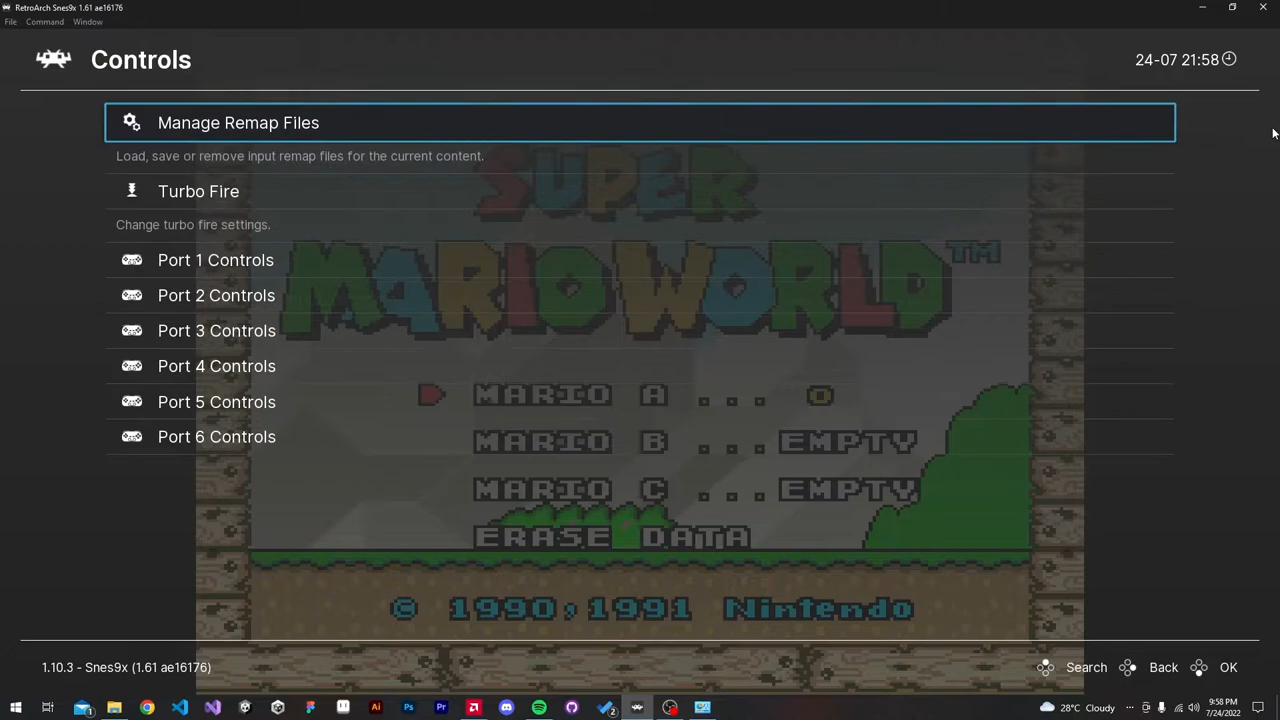 RetroArch Snes9x 1.61 ae16176
File Command Window
Controls
24-07 21:58
Manage Remap Files
Load, save or remove input remap files for the current content.
Turbo Fire
Change turbo fire settings.
Port 1 Controls
Port 2 Controls
Port 3 Controls
Port 4 Controls
Port 5 Controls
Port 6 Controls
SUPER
MARIOWORLD™
MARIO A ... 0
MARIO B ...EMPTY
MARIO C ...EMPTY
ERASE DATA
© 1990,1991 Nintendo
1.10.3 - Snes9x (1.61 ae16176)
Search Back OK
28°C Cloudy
9:58 PM
7/24/2022